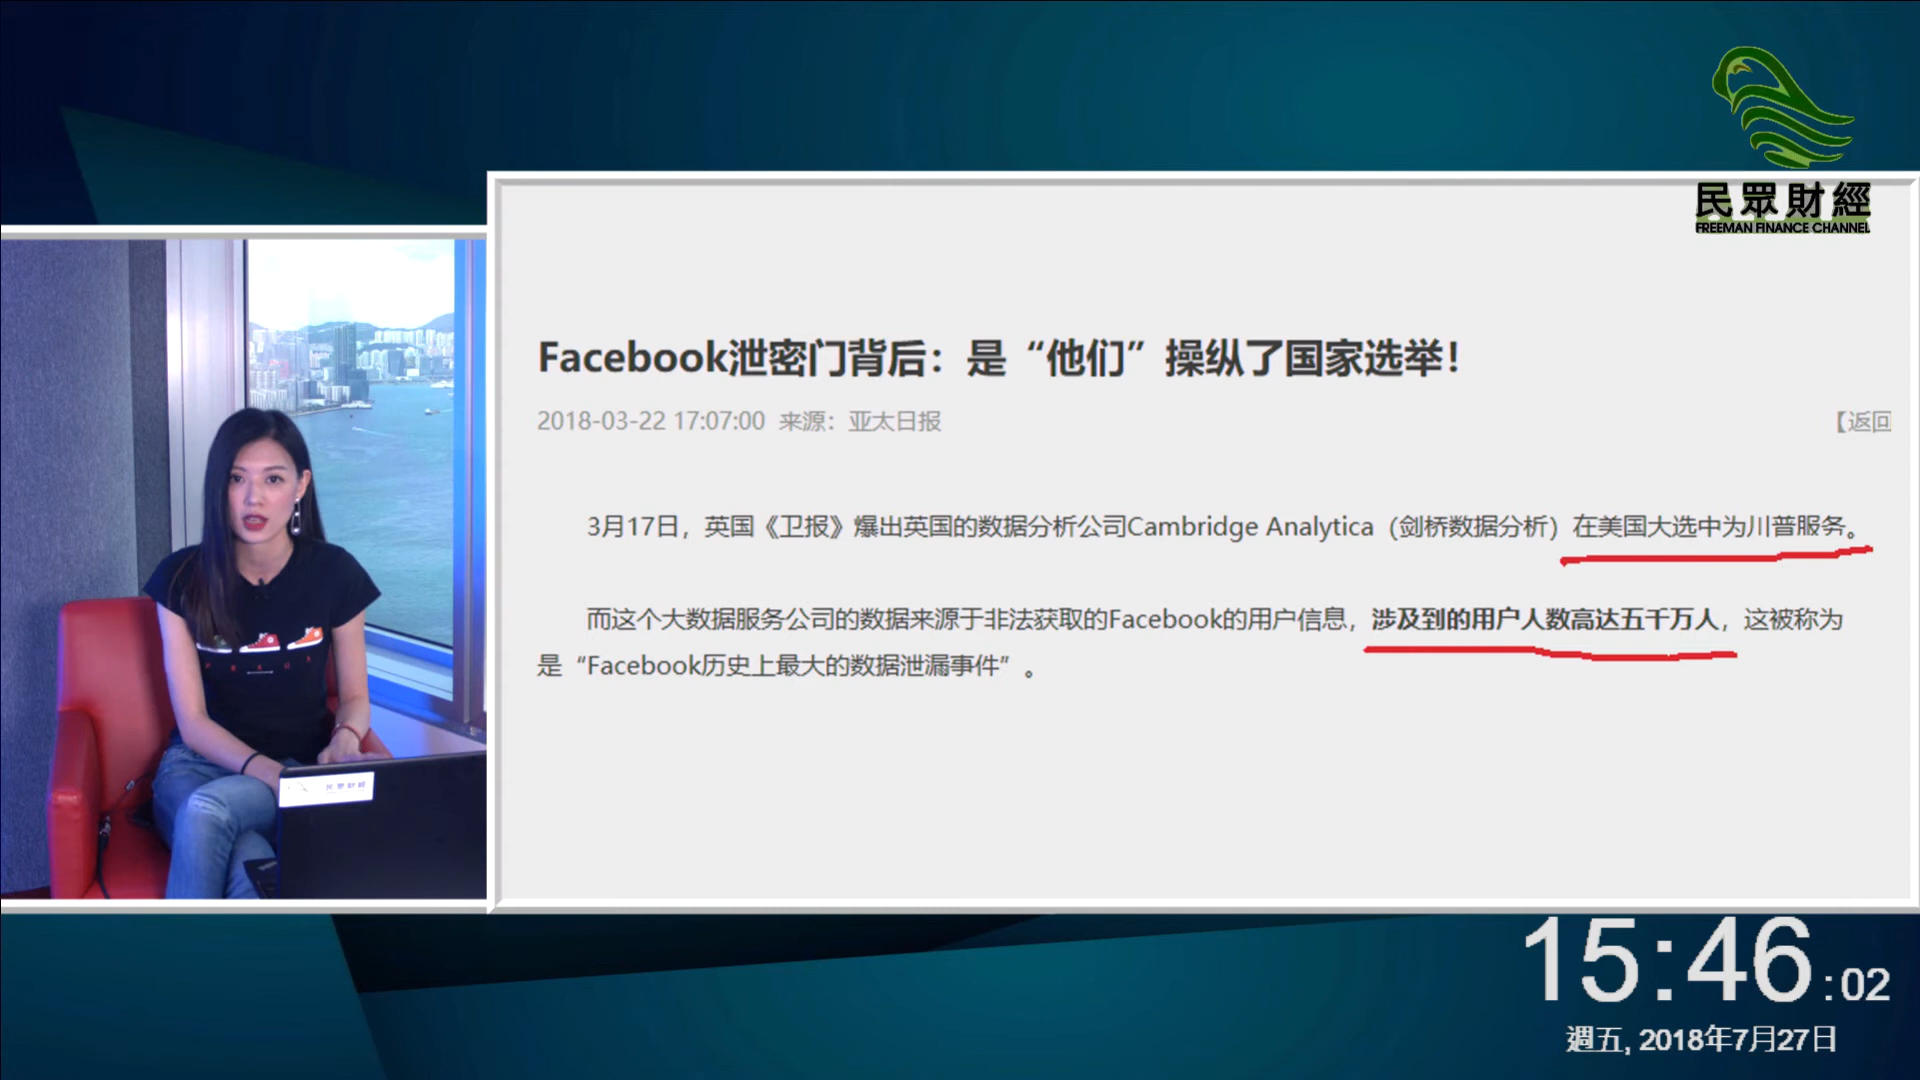 民眾財經
FREEMAN FINANCE CHANNEL
Facebook泄密门背后：是“他们”操纵了国家选举！
2018-03-22 17:07:00 来源：亚太日报
【返回
3月17日，英国《卫报》爆出英国的数据分析公司Cambridge Analytica（剑桥数据分析）在美国大选中为川普服务。
而这个大数据服务公司的数据来源于非法获取的Facebook的用户信息，涉及到的用户人数高达五千万人，这被称为
是“Facebook历史上最大的数据泄漏事件”。
民眾財經
15:46:02
週五, 2018年7月27日